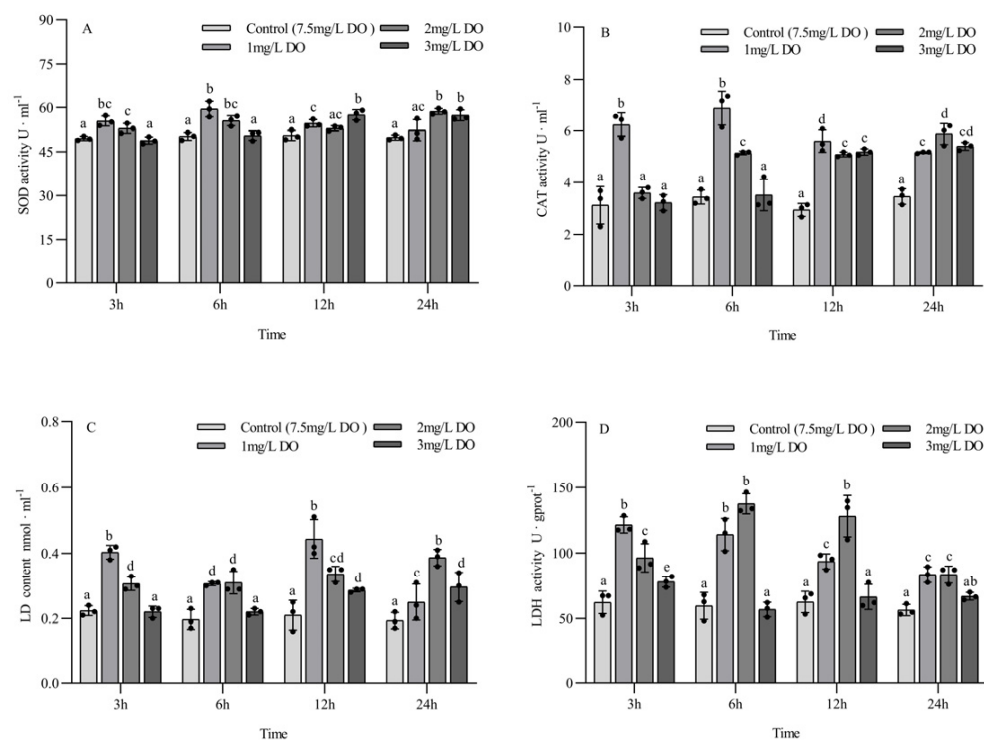 A
Control (7.5mg/L DO ) 2mg/L DO
1mg/L DO 3mg/L DO
SOD activity U · ml⁻¹
90
75
60
45
30
15
0
a bc c a
a b bc a
a c ac b
a ac b b
3h 6h 12h 24h
Time
B
Control (7.5mg/L DO ) 2mg/L DO
1mg/L DO 3mg/L DO
CAT activity U · ml⁻¹
10
8
6
4
2
0
a b a a
a b c a
a d c c
a c d cd
3h 6h 12h 24h
Time
C
Control (7.5mg/L DO ) 2mg/L DO
1mg/L DO 3mg/L DO
LD content nmol · ml⁻¹
0.8
0.6
0.4
0.2
0.0
a b d a
a d d a
a b cd d
a c b d
3h 6h 12h 24h
Time
D
Control (7.5mg/L DO ) 2mg/L DO
1mg/L DO 3mg/L DO
LDH activity U · gprot⁻¹
200
150
100
50
0
a b c e
a b b a
a c b a
a c c ab
3h 6h 12h 24h
Time